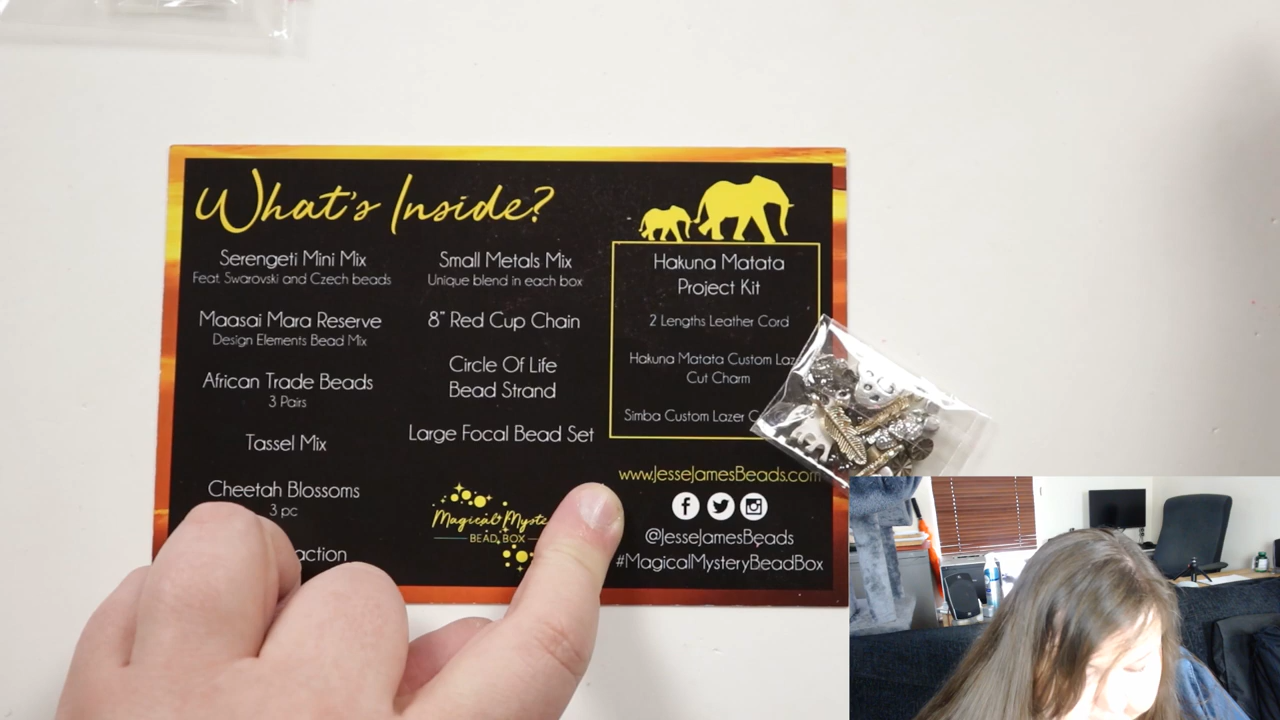 What's Inside?
Serengeti Mini Mix
Feat. Swarovski and Czech beads
Maasai Mara Reserve
Design Elements Bead Mix
African Trade Beads
3 Pairs
Tassel Mix
Cheetah Blossoms
3 pc
Small Metals Mix
Unique blend in each box
8" Red Cup Chain
Circle Of Life
Bead Strand
Large Focal Bead Set
Magical
BEAD BOX
Hakuna Matata
Project Kit
2 Lengths Leather Cord
Hakuna Matata Custom
Cut Charm
Simba Custom Lazer
www.JesseJamesBeads.com
@JesseJamesBeads
#MagicalMysteryBeadBox